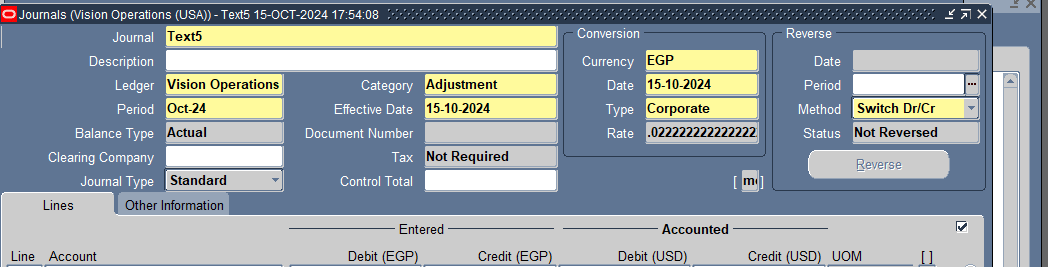 Journals (Vision Operations (USA)) - Text5 15-OCT-2024 17:54:08
Journal Text5
Description
Ledger Vision Operations Category Adjustment
Period Oct-24 Effective Date 15-10-2024
Balance Type Actual Document Number
Clearing Company Tax Not Required
Journal Type Standard Control Total
Conversion
Currency EGP
Date 15-10-2024
Type Corporate
Rate .022222222222222
[ ]
Reverse
Date
Period ...
Method Switch Dr/Cr
Status Not Reversed
Reverse
Lines Other Information
Entered Accounted
Line Account Debit (EGP) Credit (EGP) Debit (USD) Credit (USD) UOM [ ]